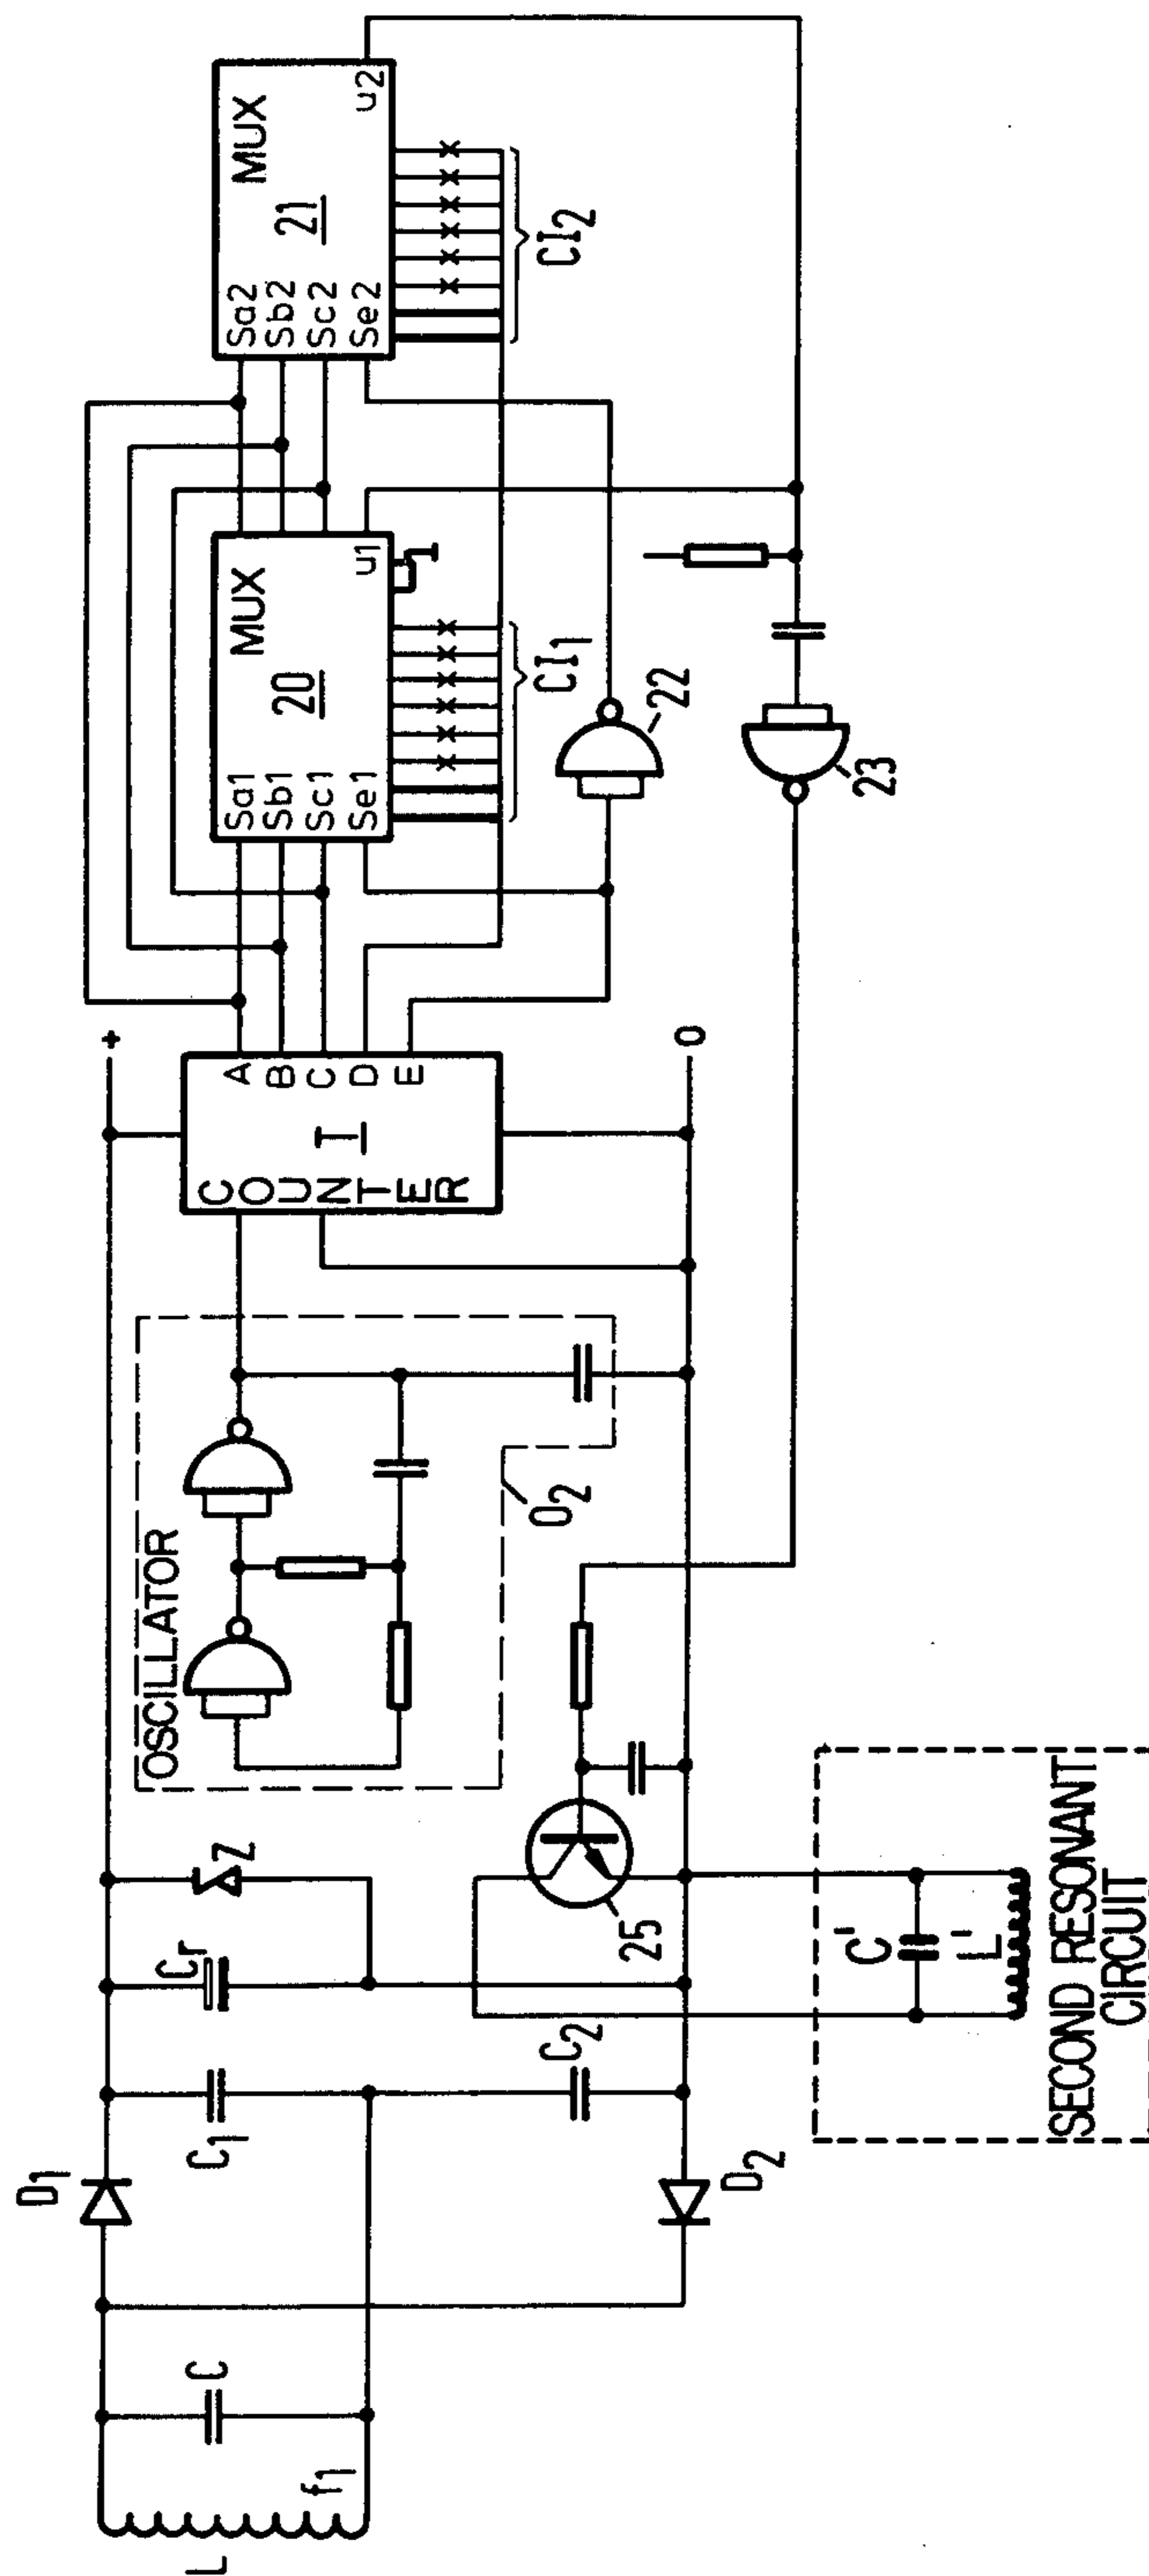 L
f1
C
D1
D2
C1
C2
Cr
Z
25
C'
L'
SECOND RESONANT
CIRCUIT
OSCILLATOR
O2
COUNTER
I
A
B
C
D
E
+
0
Sa1
Sb1
Sc1
Se1
MUX
20
u1
CI1
22
23
Sa2
Sb2
Sc2
Se2
MUX
21
u2
CI2